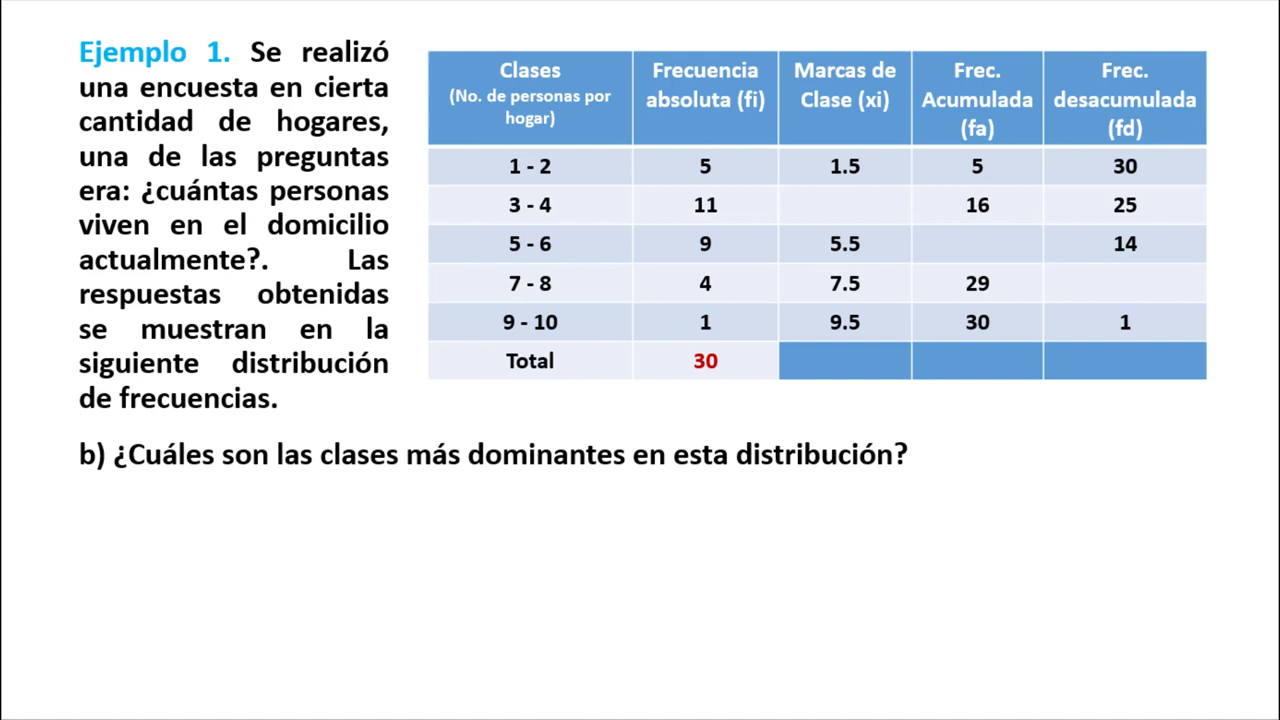 Ejemplo 1. Se realizó
una encuesta en cierta
cantidad de hogares,
una de las preguntas
era: ¿cuántas personas
viven en el domicilio
actualmente?. Las
respuestas obtenidas
se muestran en la
siguiente distribución
de frecuencias.
Clases (No. de personas por hogar) Frecuencia absoluta (fi) Marcas de Clase (xi) Frec. Acumulada (fa) Frec. desacumulada (fd)
1 - 2 5 1.5 5 30
3 - 4 11 16 25
5 - 6 9 5.5 14
7 - 8 4 7.5 29
9 - 10 1 9.5 30 1
Total 30
b) ¿Cuáles son las clases más dominantes en esta distribución?